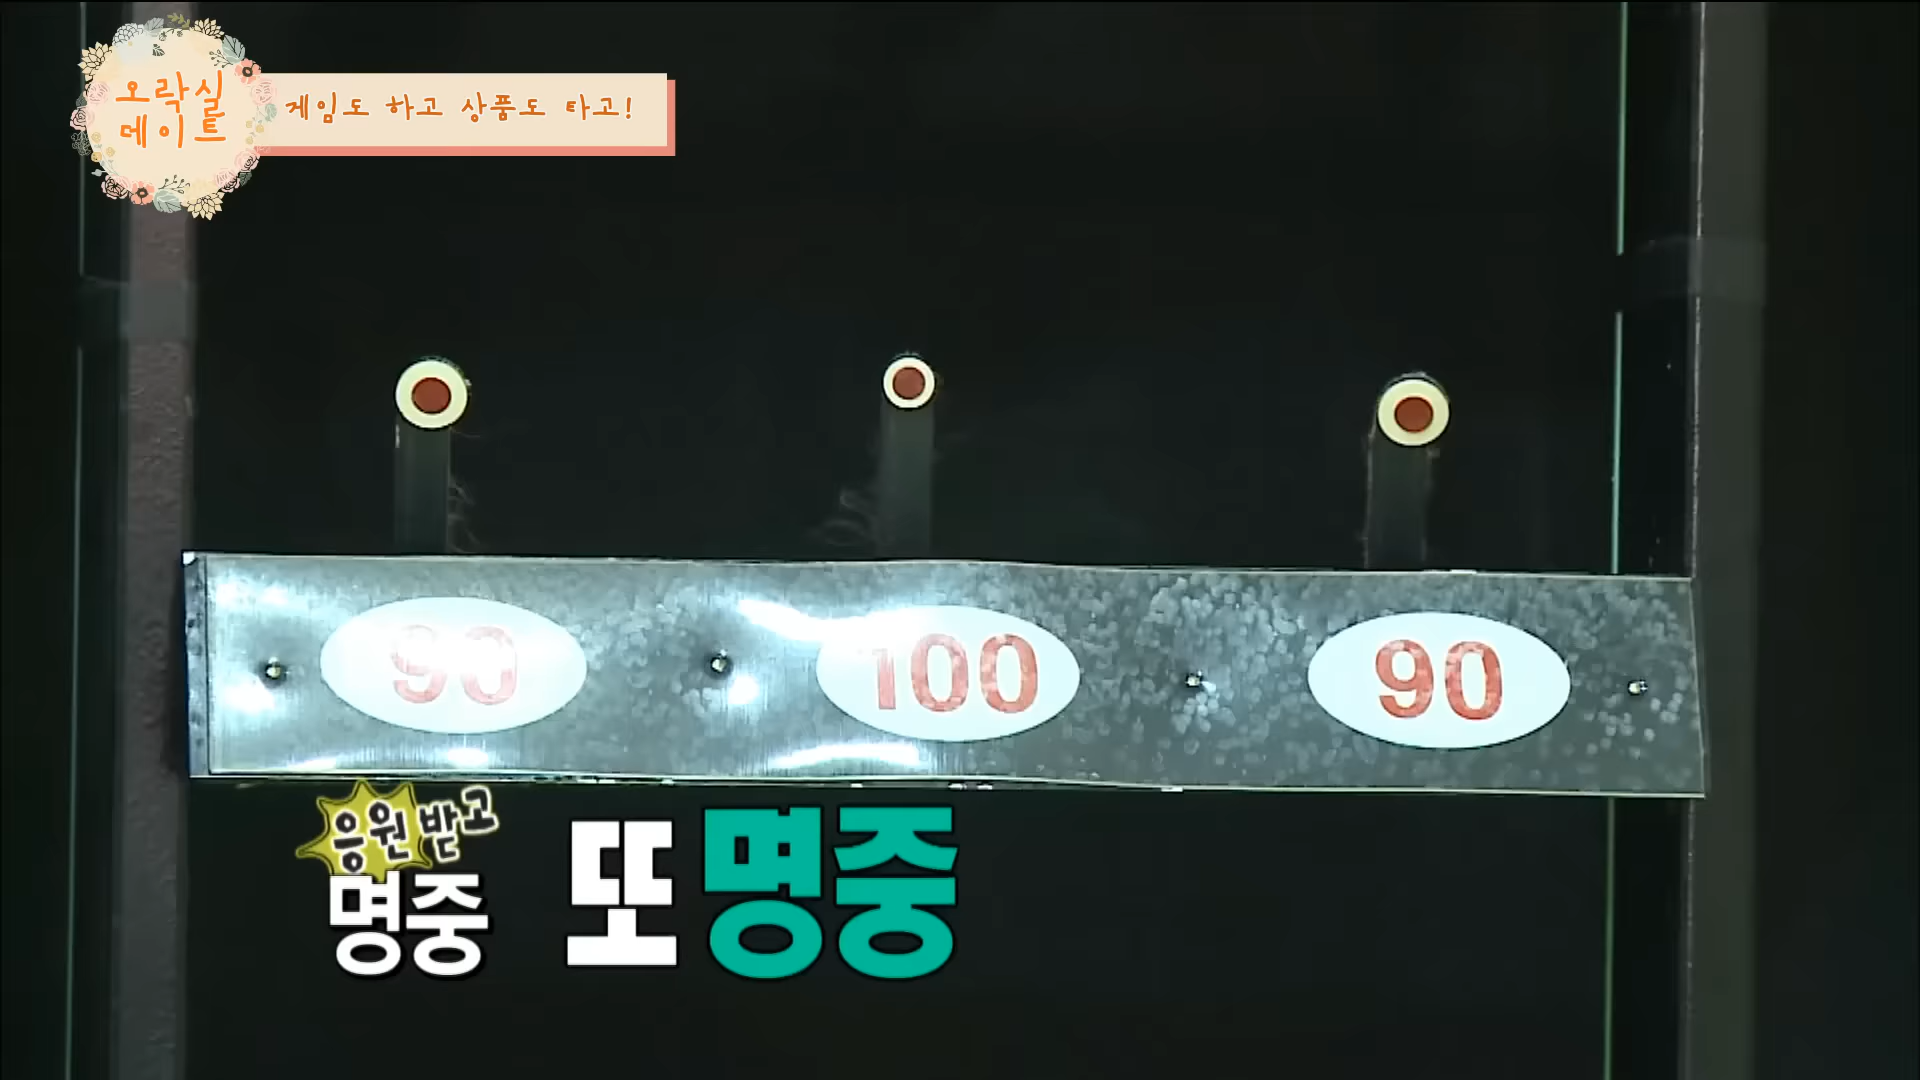 오락실
데이트
게임도 하고 상품도 타고!
90
100
90
응원 받고
명중
또 명중